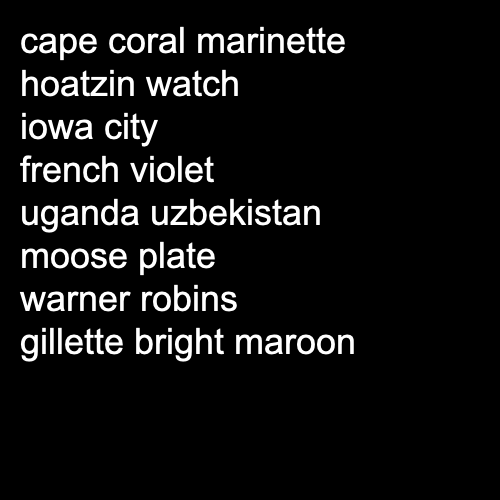 cape coral marinette
hoatzin watch
iowa city
french violet
uganda uzbekistan
moose plate
warner robins
gillette bright maroon